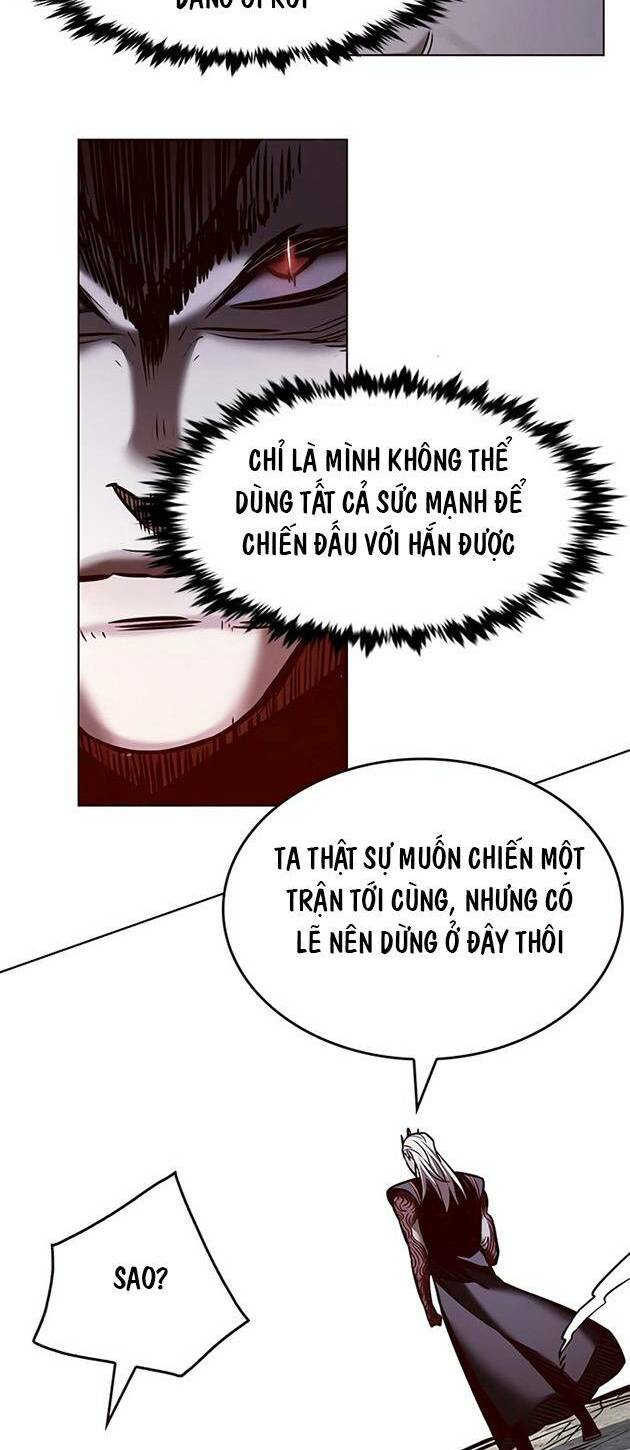 CHỈ LÀ MÌNH KHÔNG THỂ
DÙNG TẤT CẢ SỨC MẠNH ĐỂ
CHIẾN ĐẤU VỚI HẮN ĐƯỢC
TA THẬT SỰ MUỐN CHIẾN MỘT
TRẬN TỚI CÙNG, NHƯNG CÓ
LẼ NÊN DỪNG Ở ĐÂY THÔI
SAO?